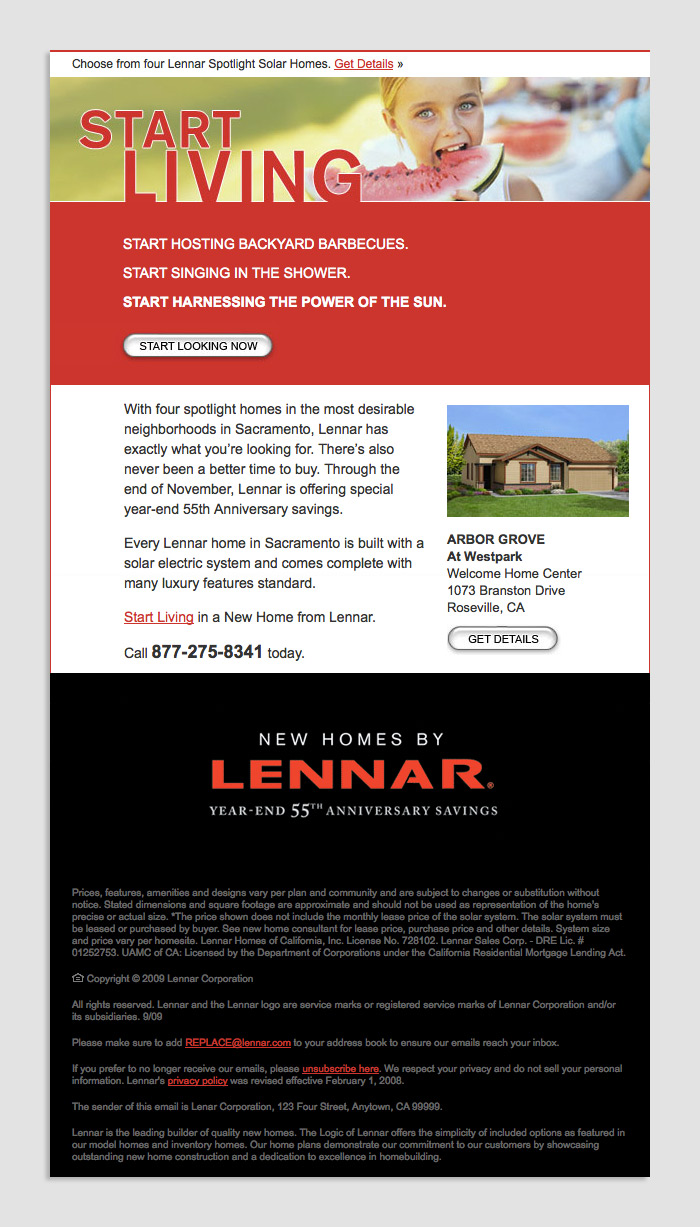 Choose from four Lennar Spotlight Solar Homes. Get Details »
START
LIVING
START HOSTING BACKYARD BARBECUES.
START SINGING IN THE SHOWER.
START HARNESSING THE POWER OF THE SUN.
START LOOKING NOW
With four spotlight homes in the most desirable
neighborhoods in Sacramento, Lennar has
exactly what you’re looking for. There’s also
never been a better time to buy. Through the
end of November, Lennar is offering special
year-end 55th Anniversary savings.
Every Lennar home in Sacramento is built with a
solar electric system and comes complete with
many luxury features standard.
Start Living in a New Home from Lennar.
Call 877-275-8341 today.
ARBOR GROVE
At Westpark
Welcome Home Center
1073 Branston Drive
Roseville, CA
GET DETAILS
NEW HOMES BY
LENNAR®
YEAR-END 55TH ANNIVERSARY SAVINGS
Prices, features, amenities and designs vary per plan and community and are subject to changes or substitution without
notice. Stated dimensions and square footage are approximate and should not be used as representation of the home's
precise or actual size. *The price shown does not include the monthly lease price of the solar system. The solar system must
be leased or purchased by buyer. See new home consultant for lease price, purchase price and other details. System size
and price vary per homesite. Lennar Homes of California, Inc. License No. 728102. Lennar Sales Corp. - DRE Lic. #
01252753. UAMC of CA: Licensed by the Department of Corporations under the California Residential Mortgage Lending Act.
Copyright © 2009 Lennar Corporation
All rights reserved. Lennar and the Lennar logo are service marks or registered service marks of Lennar Corporation and/or
its subsidiaries. 9/09
Please make sure to add REPLACE@lennar.com to your address book to ensure our emails reach your inbox.
If you prefer to no longer receive our emails, please unsubscribe here. We respect your privacy and do not sell your personal
information. Lennar's privacy policy was revised effective February 1, 2008.
The sender of this email is Lenar Corporation, 123 Four Street, Anytown, CA 99999.
Lennar is the leading builder of quality new homes. The Logic of Lennar offers the simplicity of included options as featured in
our model homes and inventory homes. Our home plans demonstrate our commitment to our customers by showcasing
outstanding new home construction and a dedication to excellence in homebuilding.